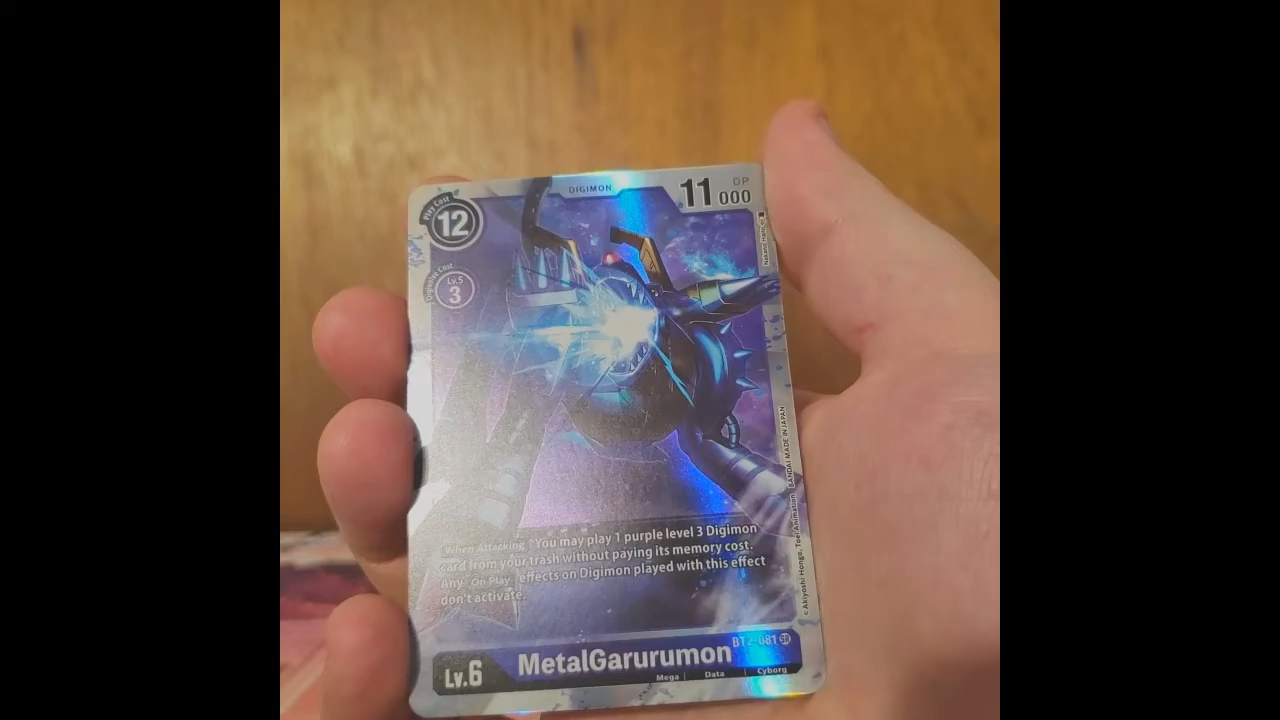 DIGIMON
Play Cost
12
11000
DP
Digivolve Cost
Lv.5
3
When Attacking You may play 1 purple level 3 Digimon
card from your trash without paying its memory cost.
Any On Play effects on Digimon played with this effect
don't activate.
©Akiyoshi Hongo, Toei Animation BANDAI MADE IN JAPAN
BT2-081 SR
Lv.6
MetalGarurumon
Mega | Data | Cyborg